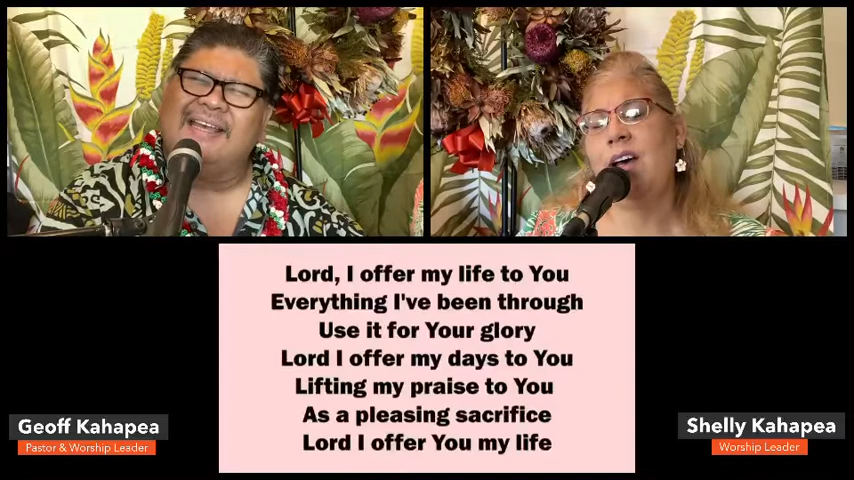 Lord, I offer my life to You
Everything I've been through
Use it for Your glory
Lord I offer my days to You
Lifting my praise to You
As a pleasing sacrifice
Lord I offer You my life
Geoff Kahapea
Pastor & Worship Leader
Shelly Kahapea
Worship Leader